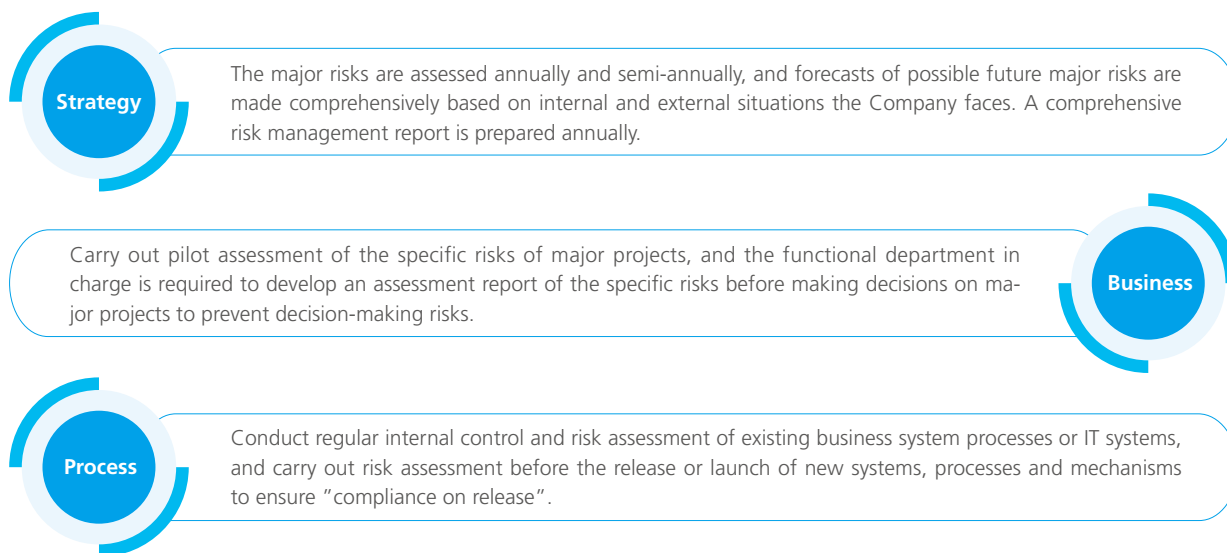 Strategy
The major risks are assessed annually and semi-annually, and forecasts of possible future major risks are
made comprehensively based on internal and external situations the Company faces. A comprehensive
risk management report is prepared annually.
Carry out pilot assessment of the specific risks of major projects, and the functional department in
charge is required to develop an assessment report of the specific risks before making decisions on ma-
jor projects to prevent decision-making risks.
Business
Process
Conduct regular internal control and risk assessment of existing business system processes or IT systems,
and carry out risk assessment before the release or launch of new systems, processes and mechanisms
to ensure ”compliance on release”.